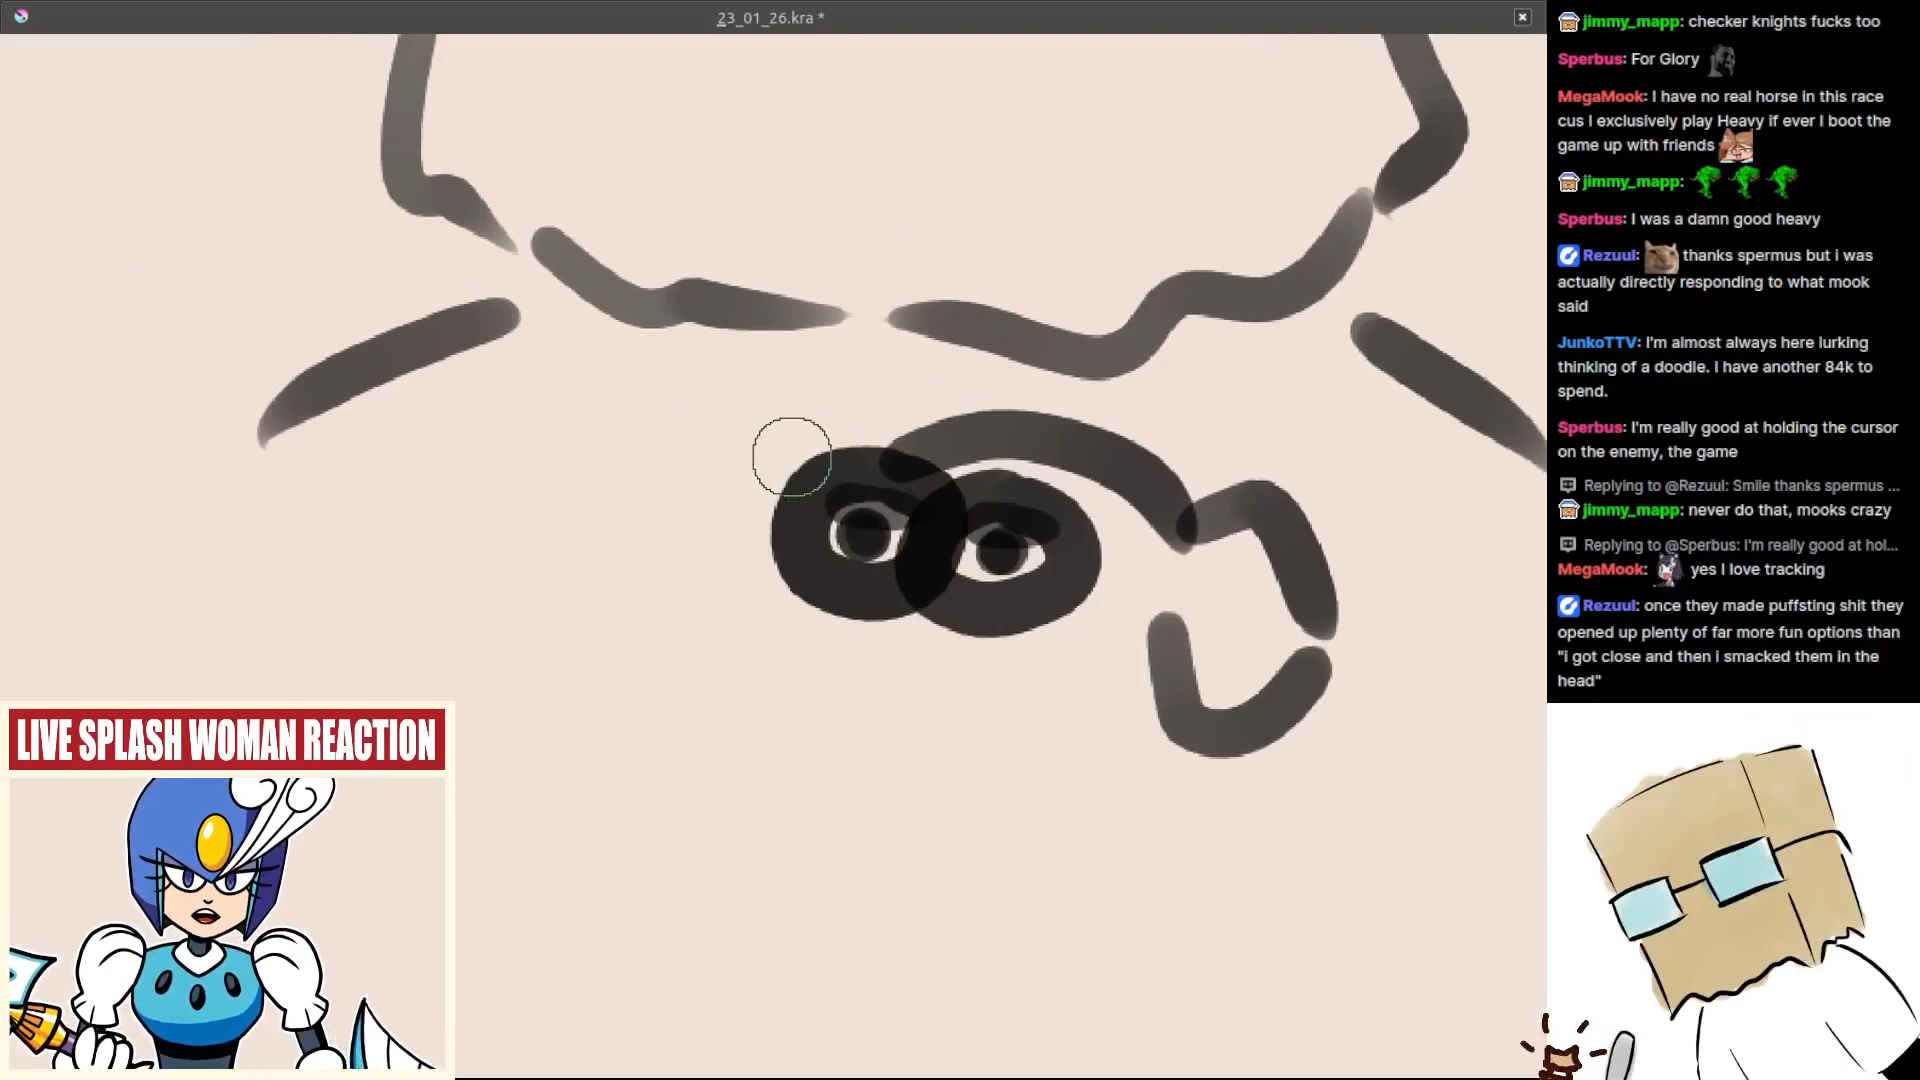 23_01_26.kra *
jimmy_mapp: checker knights fucks too
Sperbus: For Glory
MegaMook: I have no real horse in this race
cus I exclusively play Heavy if ever I boot the
game up with friends
jimmy_mapp:
Sperbus: I was a damn good heavy
Rezuul: thanks spermus but i was
actually directly responding to what mook
said
JunkoTTV: I'm almost always here lurking
thinking of a doodle. I have another 84k to
spend.
Sperbus: I'm really good at holding the cursor
on the enemy, the game
Replying to @Rezuul: Smile thanks spermus ...
jimmy_mapp: never do that, mooks crazy
Replying to @Sperbus: I'm really good at hol...
MegaMook: yes I love tracking
Rezuul: once they made puffsting shit they
opened up plenty of far more fun options than
"i got close and then i smacked them in the
head"
LIVE SPLASH WOMAN REACTION